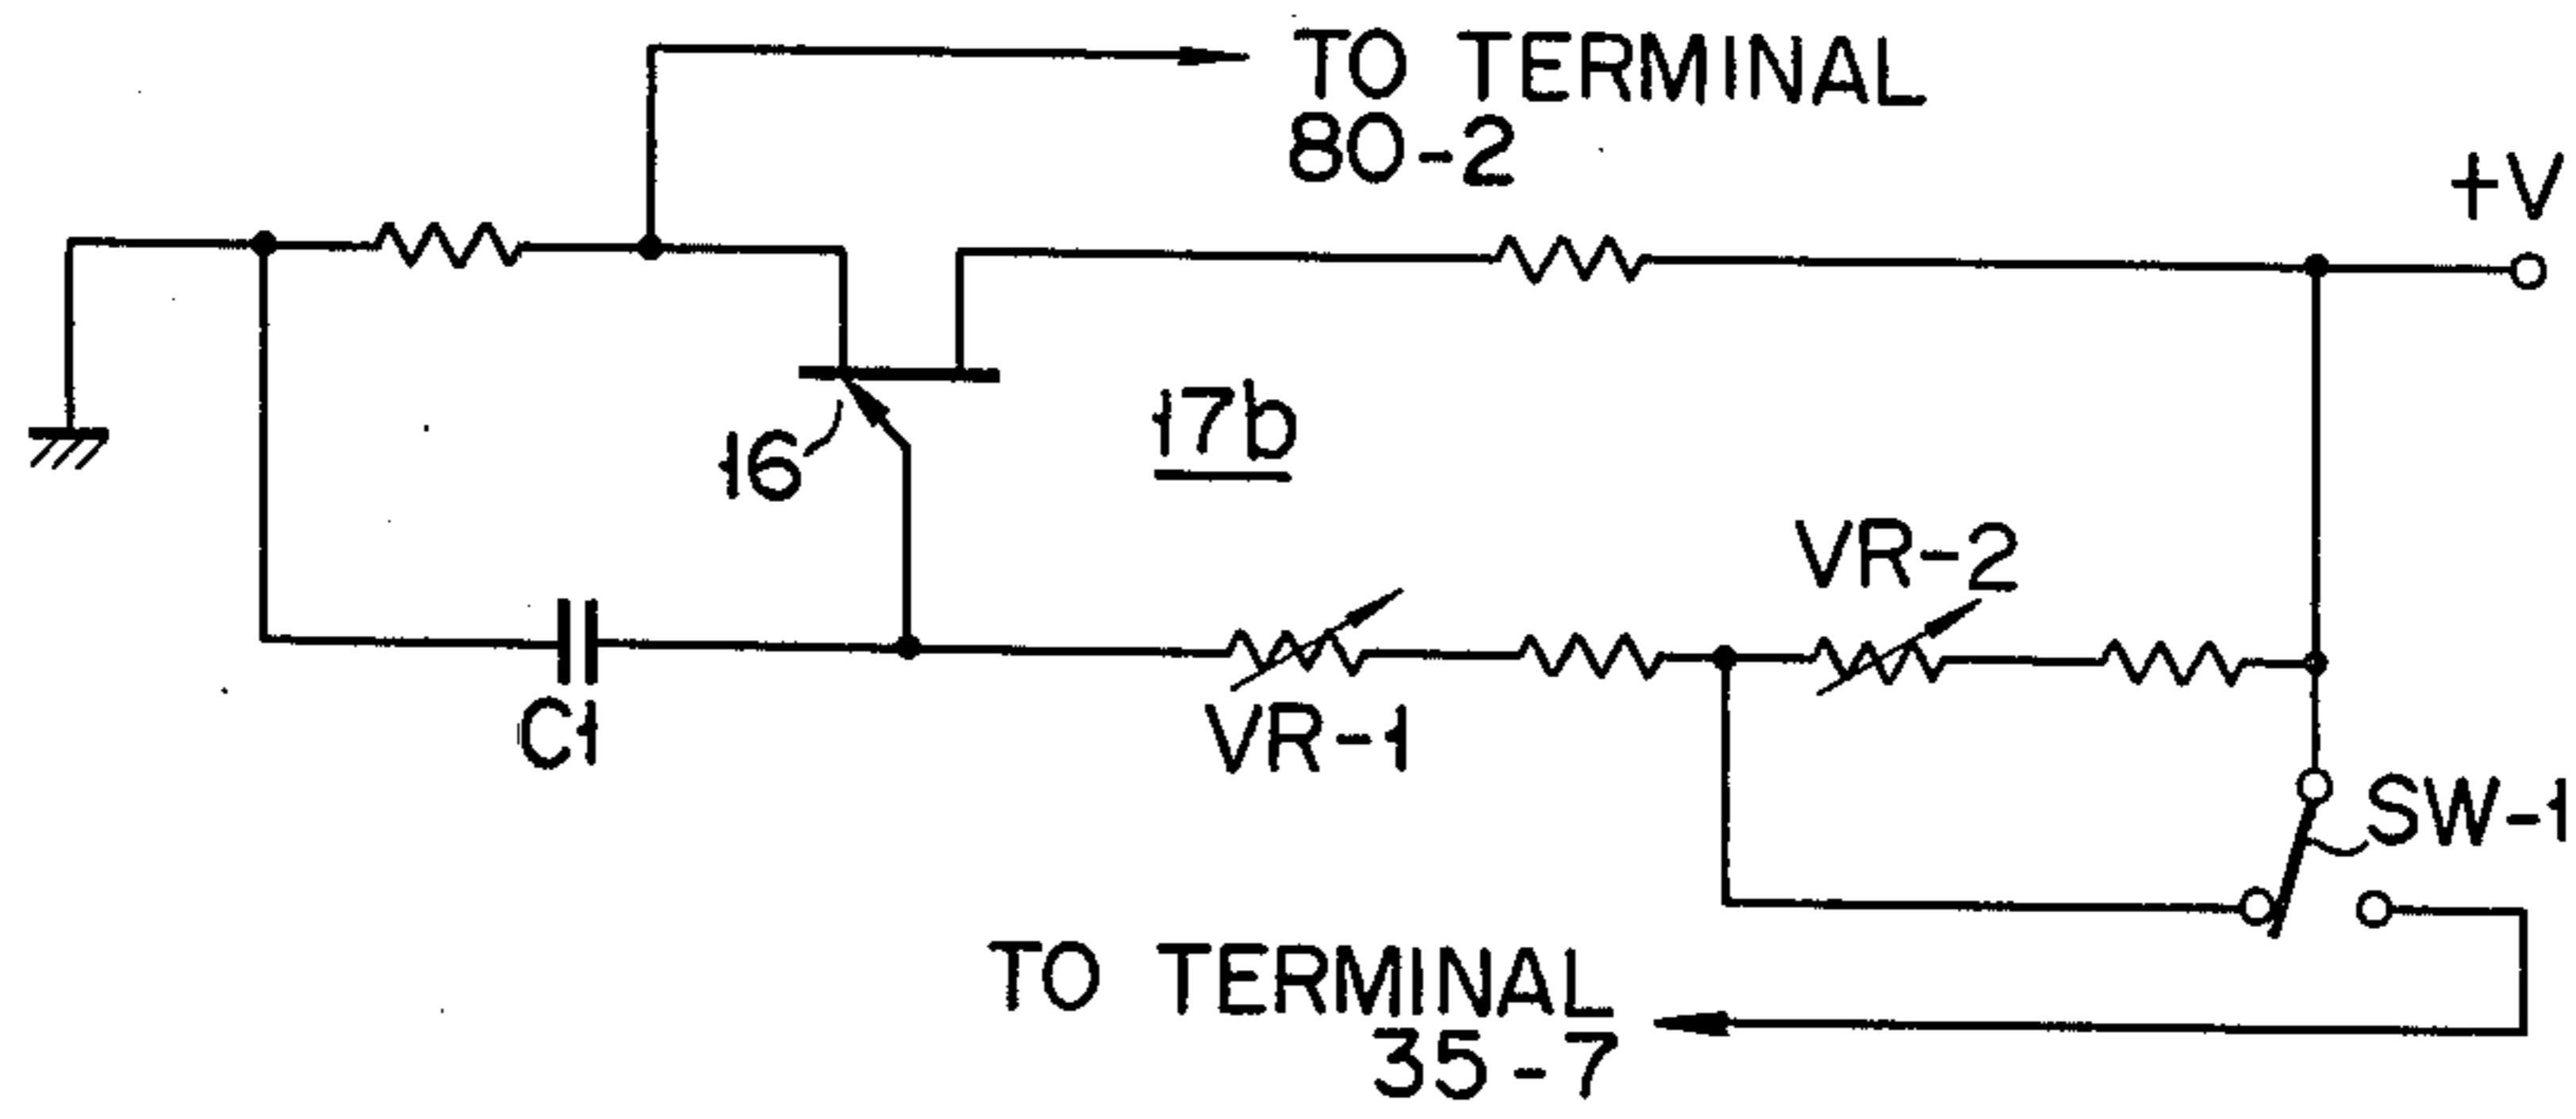 TO TERMINAL
80-2
+V
17b
16
VR-2
C1
VR-1
SW-1
TO TERMINAL
35-7